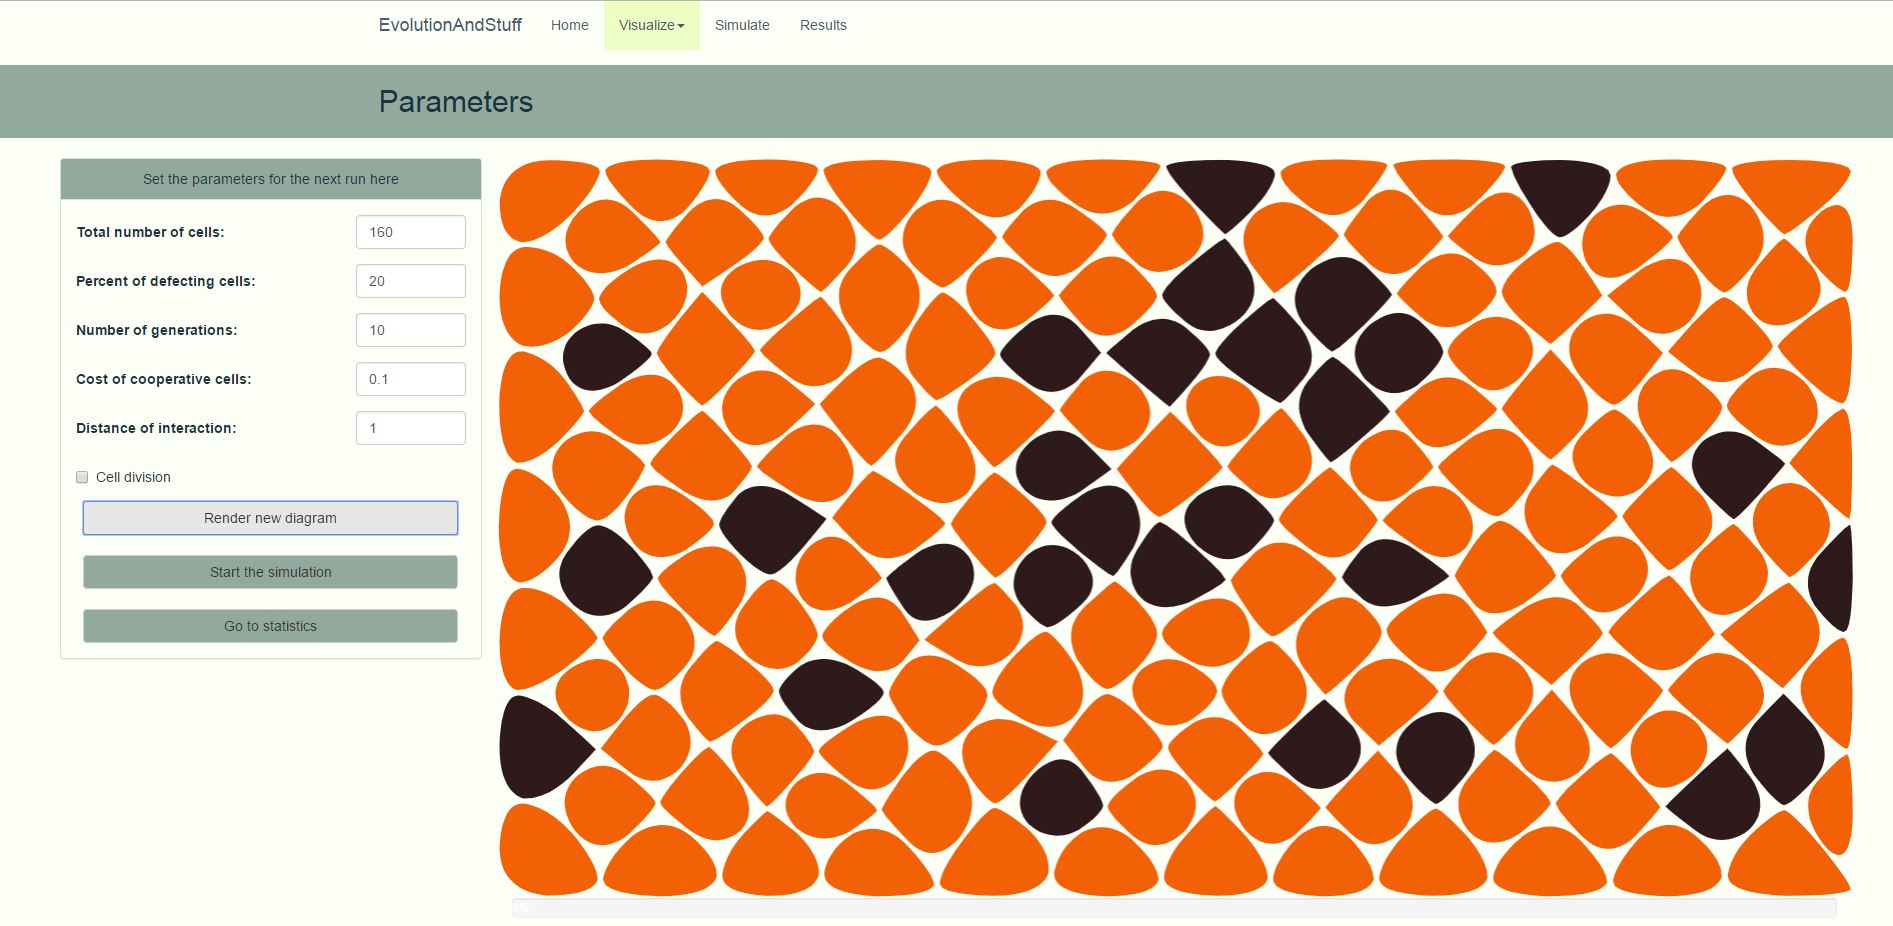 EvolutionAndStuff Home Visualize Simulate Results
Parameters
Set the parameters for the next run here
Total number of cells: 160
Percent of defecting cells: 20
Number of generations: 10
Cost of cooperative cells: 0.1
Distance of interaction: 1
Cell division
Render new diagram
Start the simulation
Go to statistics
0%